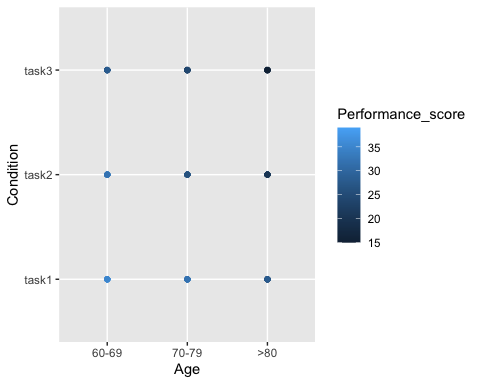 task3
task2
task1
Condition
60-69
70-79
>80
Age
Performance_score
35
30
25
20
15